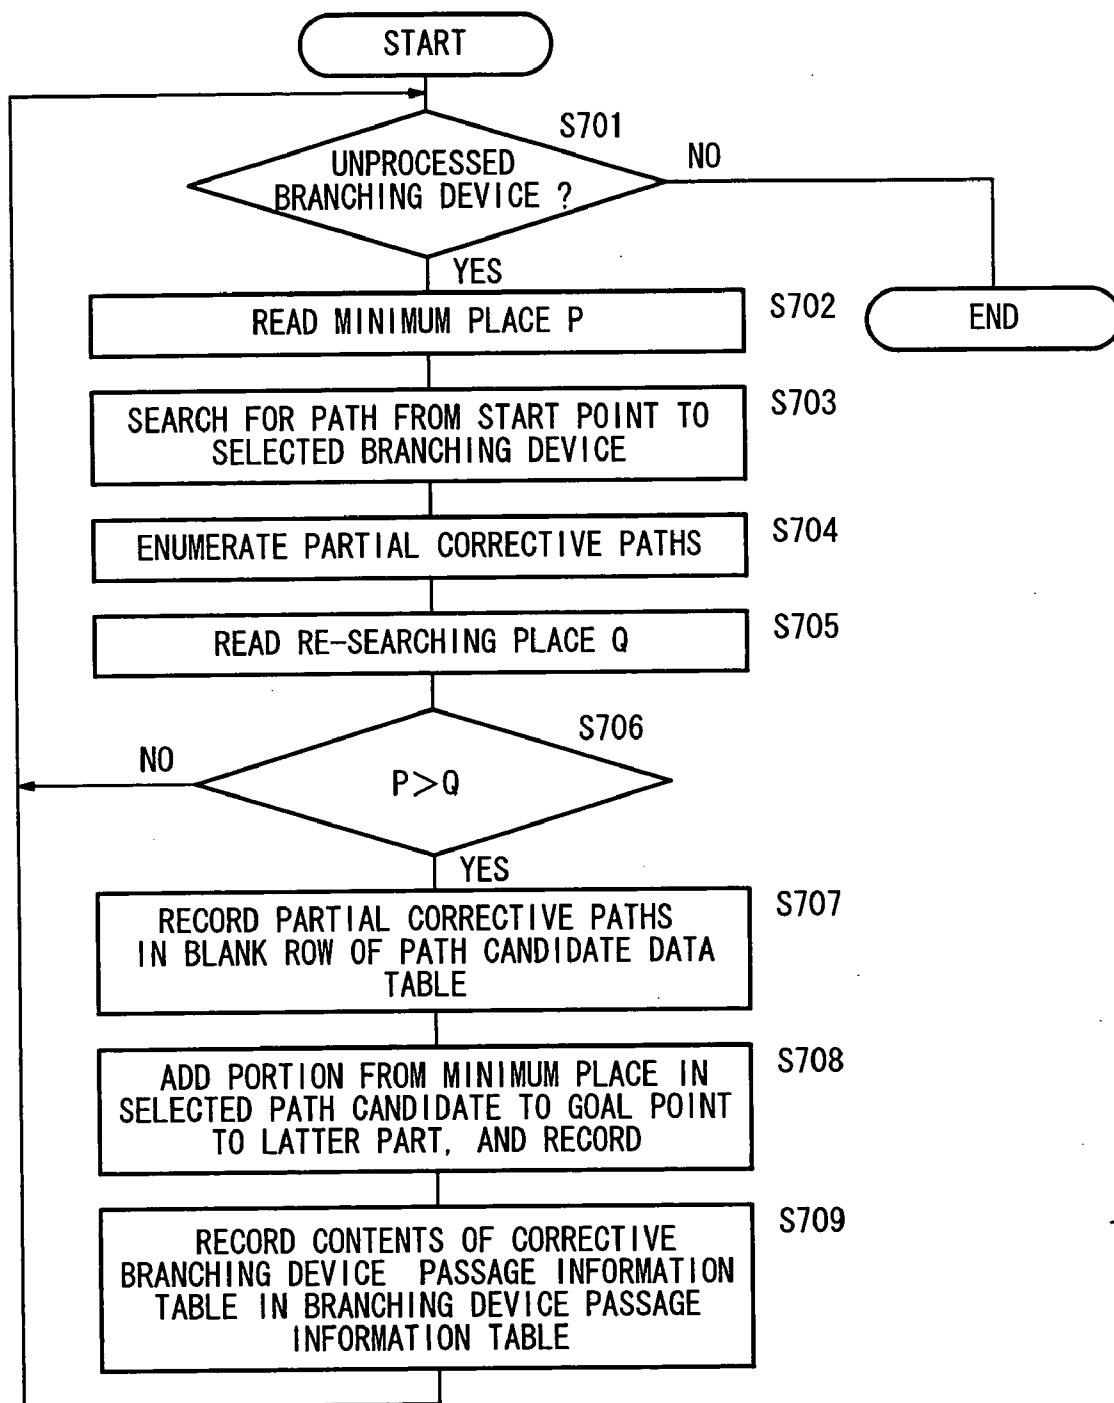 START
S701
UNPROCESSED
BRANCHING DEVICE ?
NO
YES
READ MINIMUM PLACE P
S702
END
SEARCH FOR PATH FROM START POINT TO
SELECTED BRANCHING DEVICE
S703
ENUMERATE PARTIAL CORRECTIVE PATHS
S704
READ RE-SEARCHING PLACE Q
S705
S706
NO
P>Q
YES
RECORD PARTIAL CORRECTIVE PATHS
IN BLANK ROW OF PATH CANDIDATE DATA
TABLE
S707
ADD PORTION FROM MINIMUM PLACE IN
SELECTED PATH CANDIDATE TO GOAL POINT
TO LATTER PART, AND RECORD
S708
RECORD CONTENTS OF CORRECTIVE
BRANCHING DEVICE PASSAGE INFORMATION
TABLE IN BRANCHING DEVICE PASSAGE
INFORMATION TABLE
S709